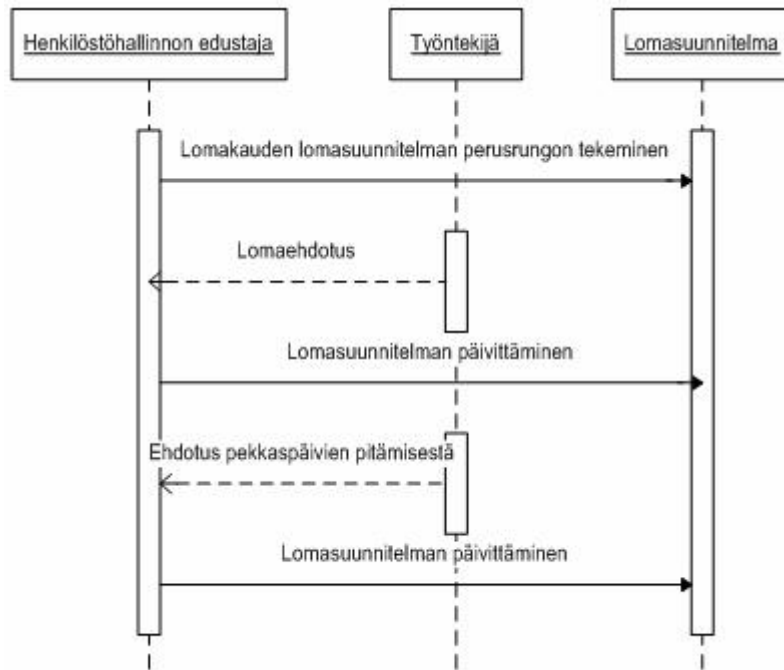 Henkilöstöhallinnon edustaja
Työntekijä
Lomasuunnitelma
Lomakauden lomasuunnitelman perusrungon tekeminen
Lomaehdotus
Lomasuunnitelman päivittäminen
Ehdotus pekkaspäivien pitämisestä
Lomasuunnitelman päivittäminen